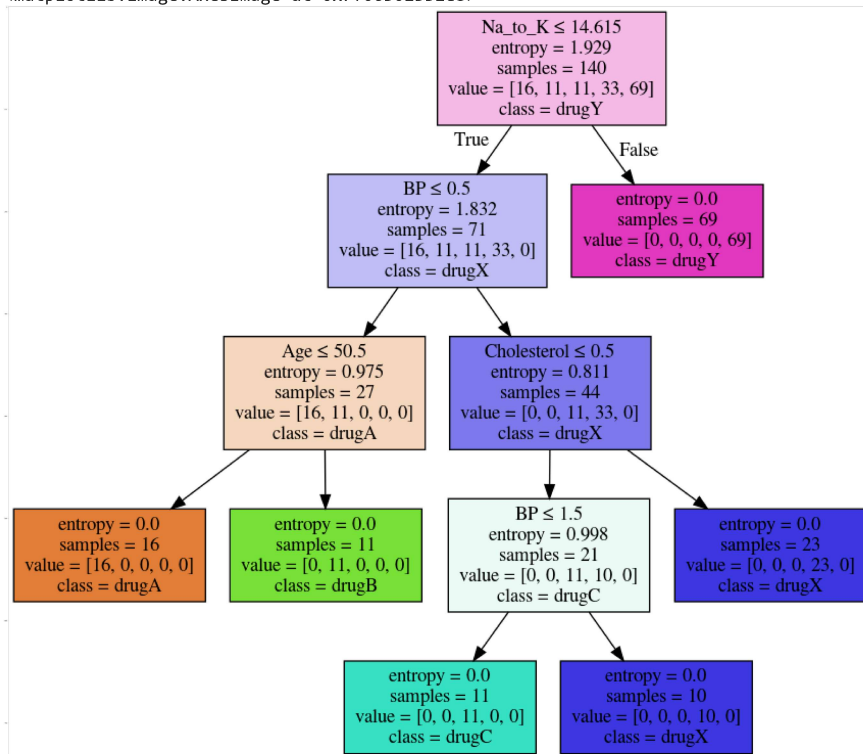 Na_to_K ≤ 14.615
entropy = 1.929
samples = 140
value = [16, 11, 11, 33, 69]
class = drugY
True
False
BP ≤ 0.5
entropy = 1.832
samples = 71
value = [16, 11, 11, 33, 0]
class = drugX
entropy = 0.0
samples = 69
value = [0, 0, 0, 0, 69]
class = drugY
Age ≤ 50.5
entropy = 0.975
samples = 27
value = [16, 11, 0, 0, 0]
class = drugA
Cholesterol ≤ 0.5
entropy = 0.811
samples = 44
value = [0, 0, 11, 33, 0]
class = drugX
entropy = 0.0
samples = 16
value = [16, 0, 0, 0, 0]
class = drugA
entropy = 0.0
samples = 11
value = [0, 11, 0, 0, 0]
class = drugB
BP ≤ 1.5
entropy = 0.998
samples = 21
value = [0, 0, 11, 10, 0]
class = drugC
entropy = 0.0
samples = 23
value = [0, 0, 0, 23, 0]
class = drugX
entropy = 0.0
samples = 11
value = [0, 0, 11, 0, 0]
class = drugC
entropy = 0.0
samples = 10
value = [0, 0, 0, 10, 0]
class = drugX